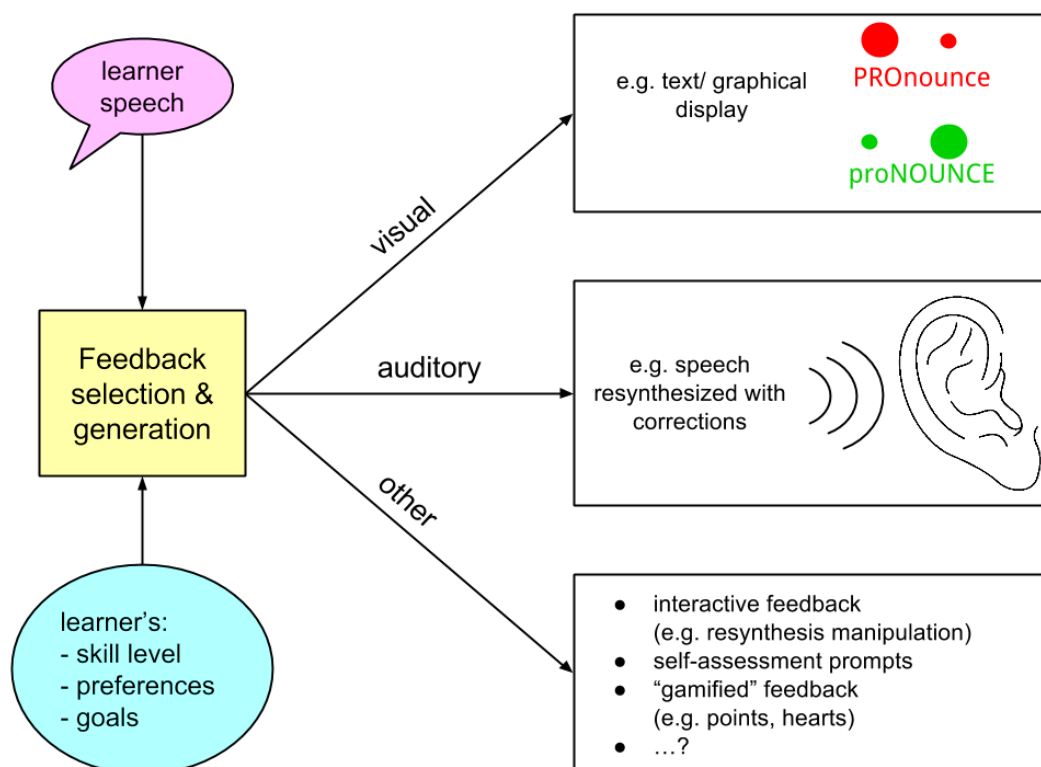 learner
speech
Feedback
selection &
generation
learner's:
- skill level
- preferences
- goals
visual
auditory
other
e.g. text/ graphical
display
PROnounce
proNOUNCE
e.g. speech
resynthesized with
corrections
● interactive feedback
(e.g. resynthesis manipulation)
● self-assessment prompts
● “gamified” feedback
(e.g. points, hearts)
● …?